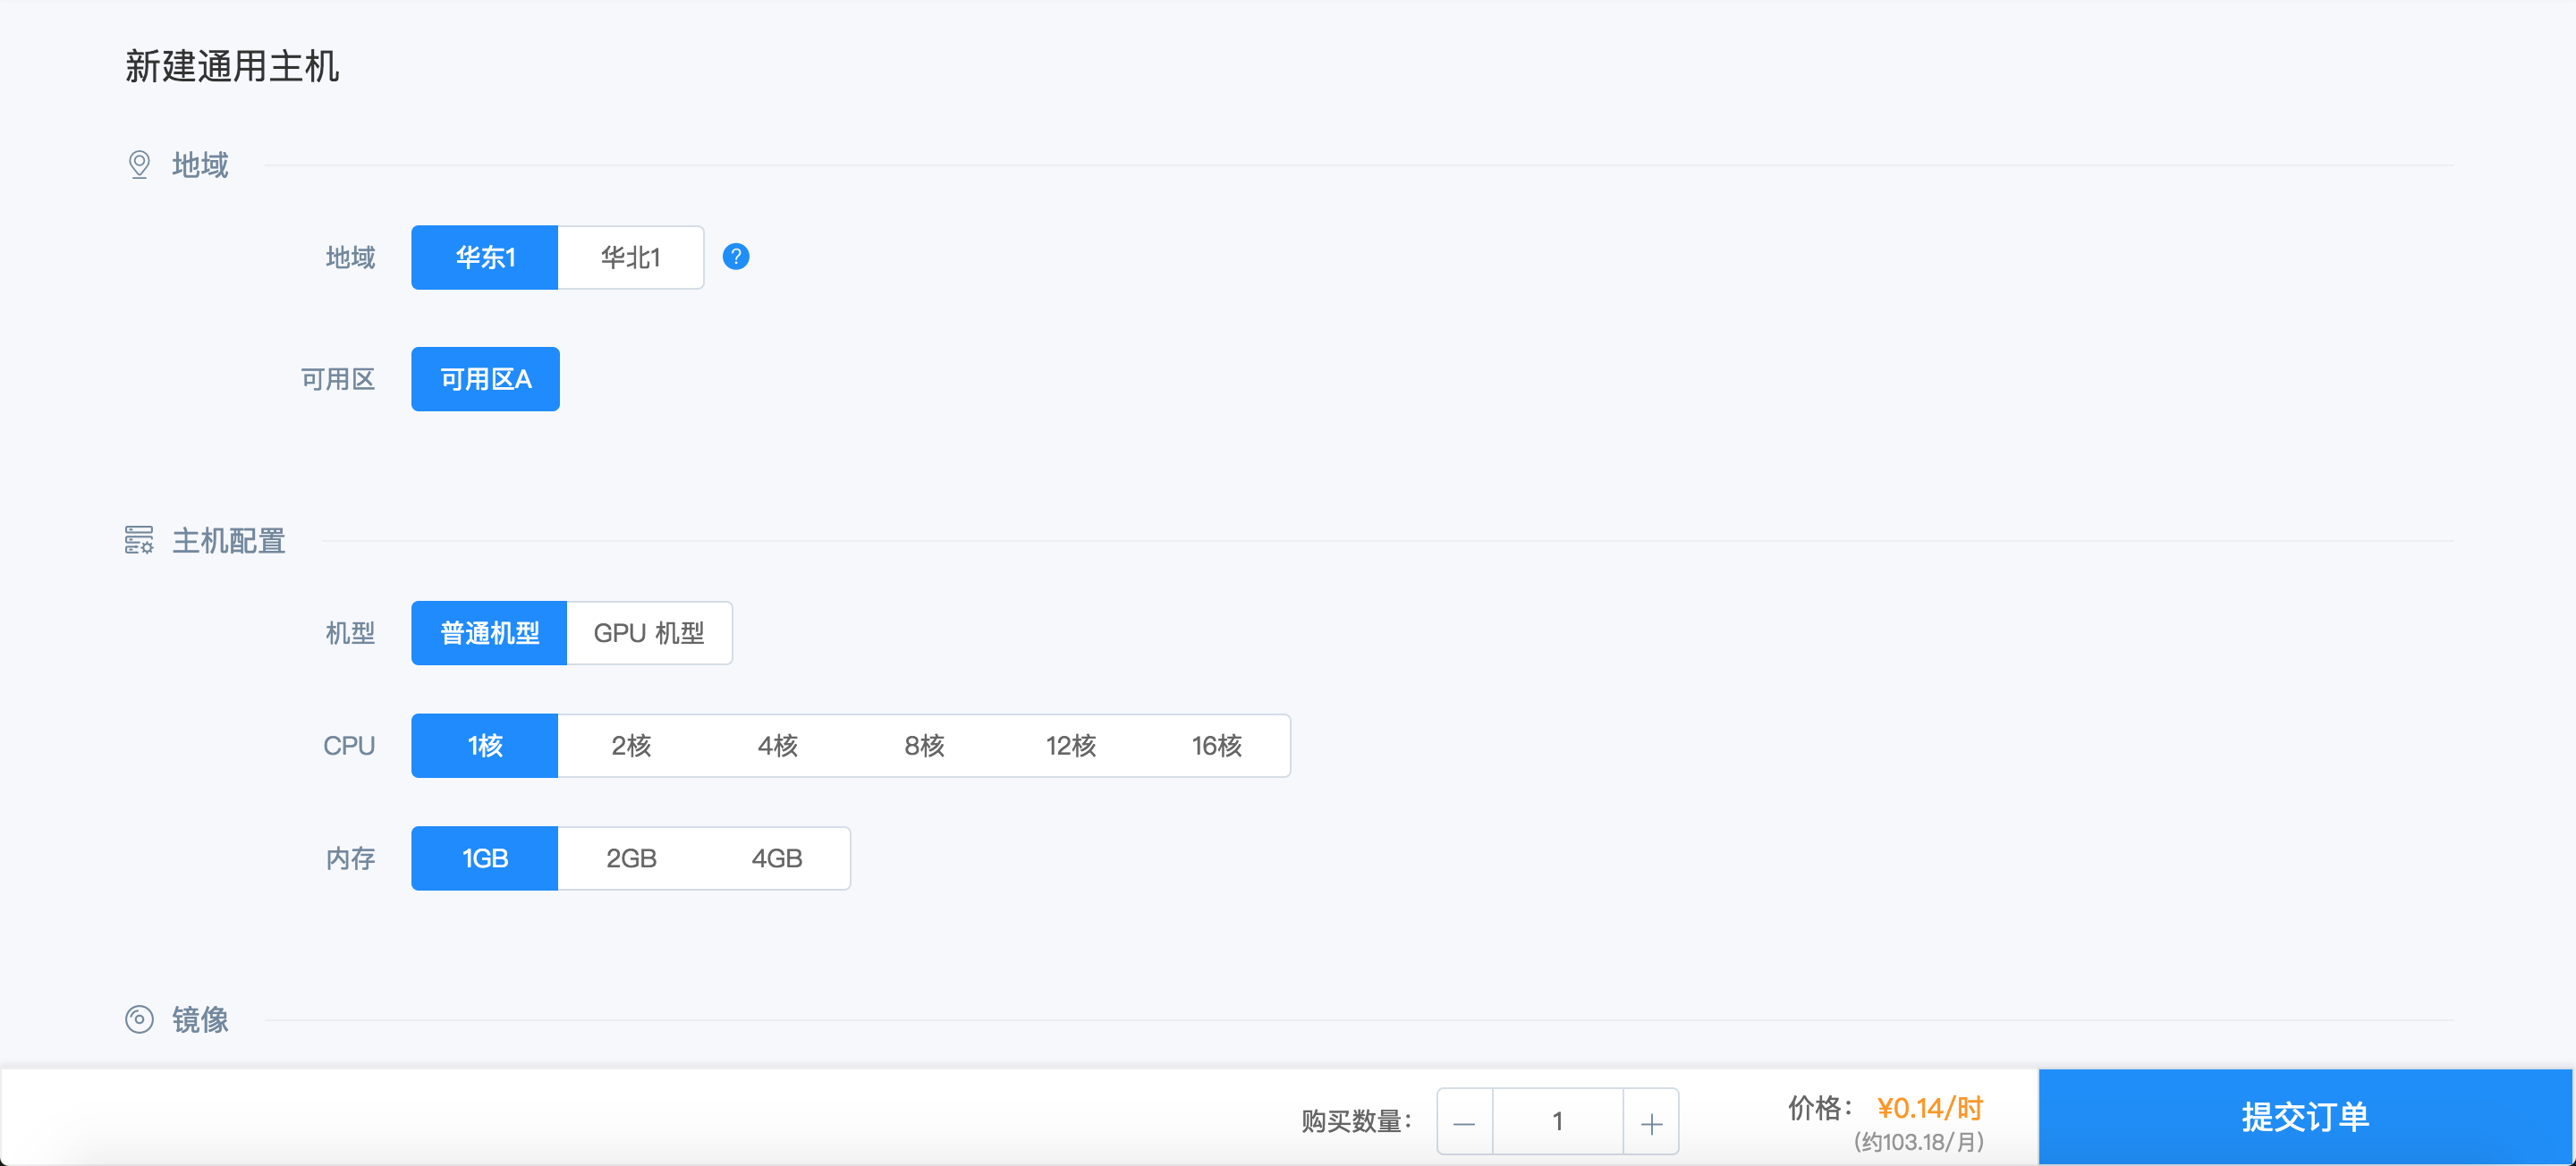 新建通用主机
地域
地域 华东1 华北1 ?
可用区 可用区A
主机配置
机型 普通机型 GPU 机型
CPU 1核 2核 4核 8核 12核 16核
内存 1GB 2GB 4GB
镜像
购买数量： — 1 + 价格： ¥0.14/时
(约103.18/月)
提交订单